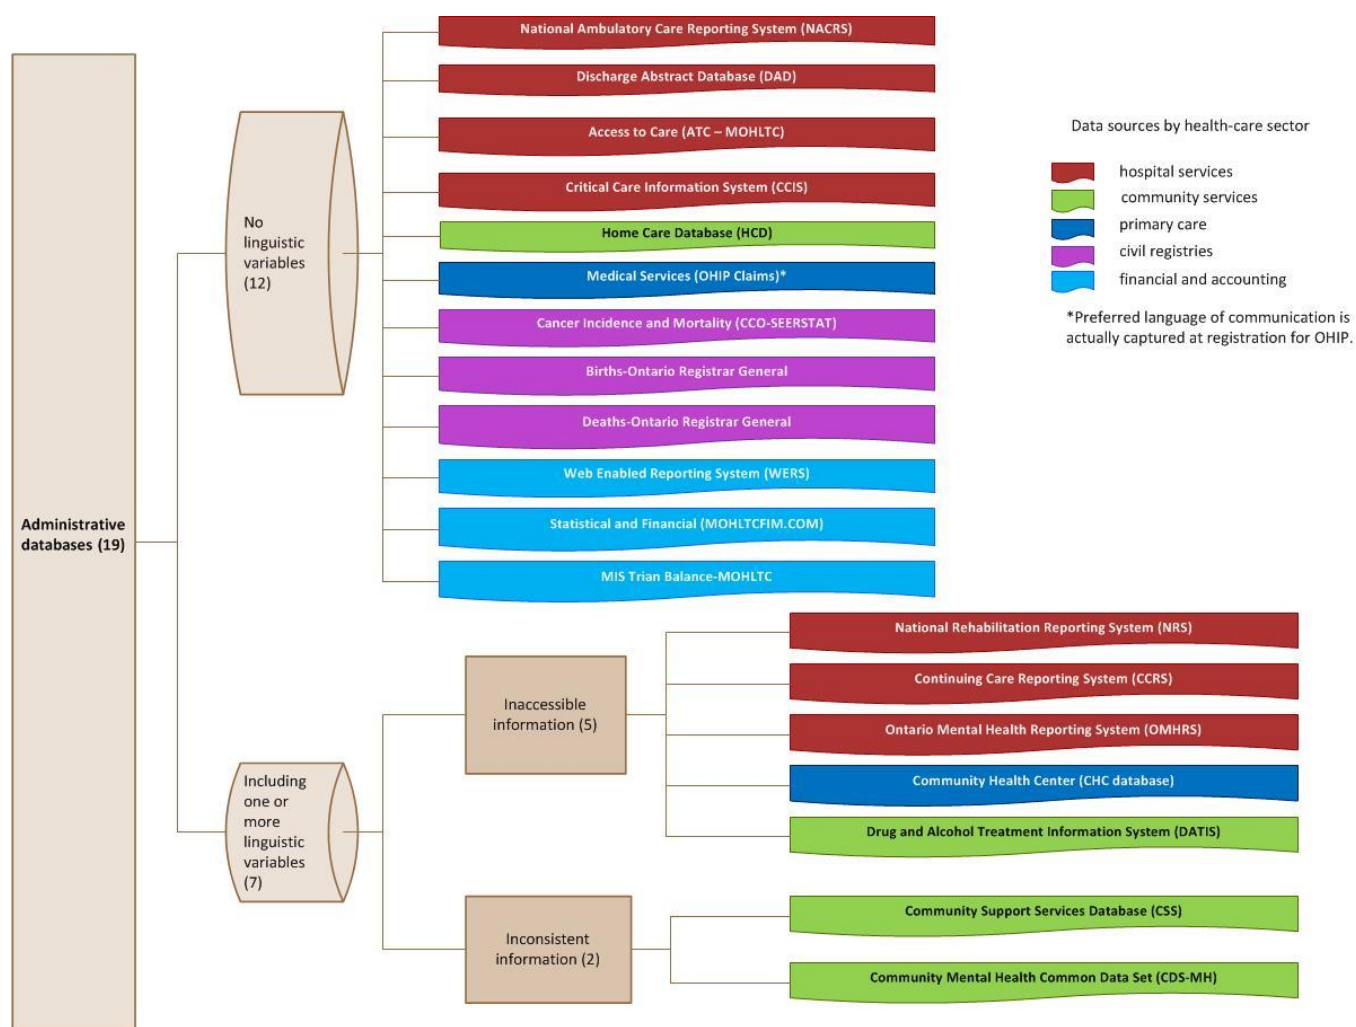 Administrative
databases (19)
No
linguistic
variables
(12)
National Ambulatory Care Reporting System (NACRS)
Discharge Abstract Database (DAD)
Access to Care (ATC – MOHLTC)
Critical Care Information System (CCIS)
Home Care Database (HCD)
Medical Services (OHIP Claims)*
Cancer Incidence and Mortality (CCO-SEERSTAT)
Births-Ontario Registrar General
Deaths-Ontario Registrar General
Web Enabled Reporting System (WERS)
Statistical and Financial (MOHLTCFIM.COM)
MIS Trian Balance-MOHLTC
Including
one or
more
linguistic
variables
(7)
Inaccessible
information (5)
National Rehabilitation Reporting System (NRS)
Continuing Care Reporting System (CCRS)
Ontario Mental Health Reporting System (OMHRS)
Community Health Center (CHC database)
Drug and Alcohol Treatment Information System (DATIS)
Inconsistent
information (2)
Community Support Services Database (CSS)
Community Mental Health Common Data Set (CDS-MH)
Data sources by health-care sector
hospital services
community services
primary care
civil registries
financial and accounting
*Preferred language of communication is
actually captured at registration for OHIP.